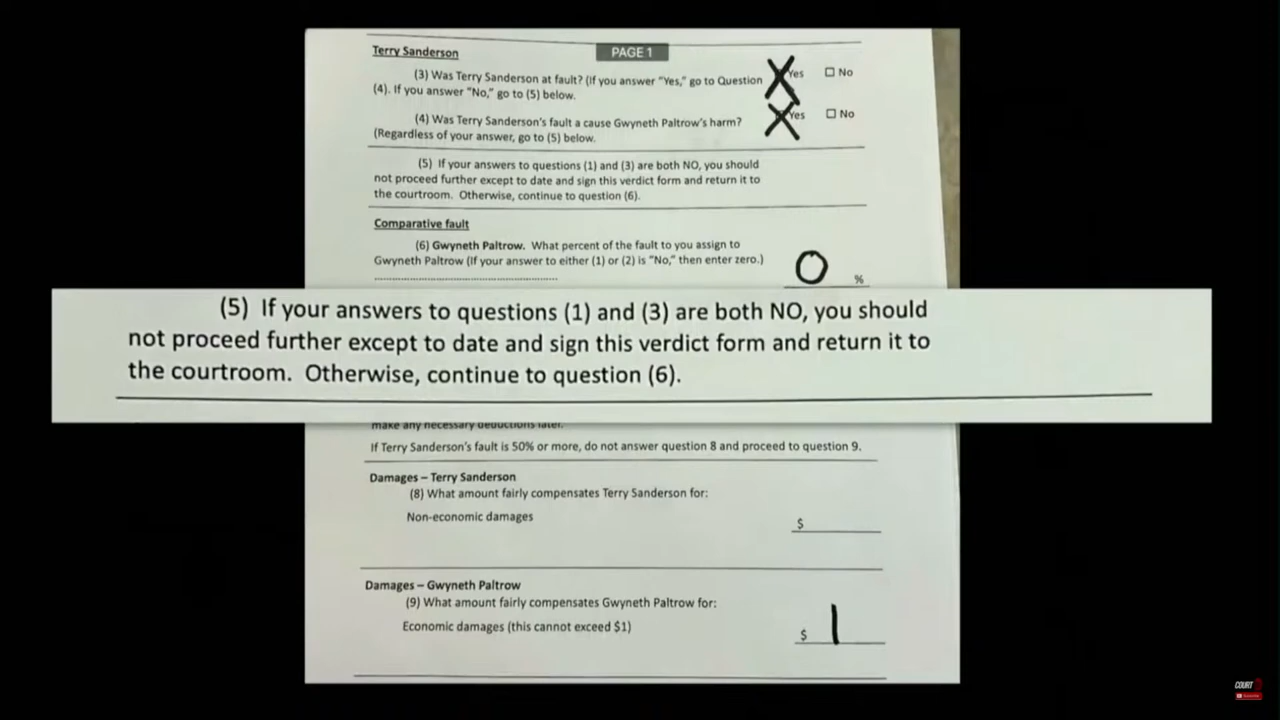 Terry Sanderson
PAGE 1
(3) Was Terry Sanderson at fault? (If you answer "Yes," go to Question
(4). If you answer "No," go to (5) below.
Yes ☐ No
(4) Was Terry Sanderson's fault a cause Gwyneth Paltrow's harm?
(Regardless of your answer, go to (5) below.
Yes ☐ No
(5) If your answers to questions (1) and (3) are both NO, you should
not proceed further except to date and sign this verdict form and return it to
the courtroom. Otherwise, continue to question (6).
Comparative fault
(6) Gwyneth Paltrow. What percent of the fault to you assign to
Gwyneth Paltrow (If your answer to either (1) or (2) is "No," then enter zero.)
0 %
(5) If your answers to questions (1) and (3) are both NO, you should
not proceed further except to date and sign this verdict form and return it to
the courtroom. Otherwise, continue to question (6).
make any necessary deductions later.
If Terry Sanderson's fault is 50% or more, do not answer question 8 and proceed to question 9.
Damages – Terry Sanderson
(8) What amount fairly compensates Terry Sanderson for:
Non-economic damages
$
Damages – Gwyneth Paltrow
(9) What amount fairly compensates Gwyneth Paltrow for:
Economic damages (this cannot exceed $1)
$ 1
COURT